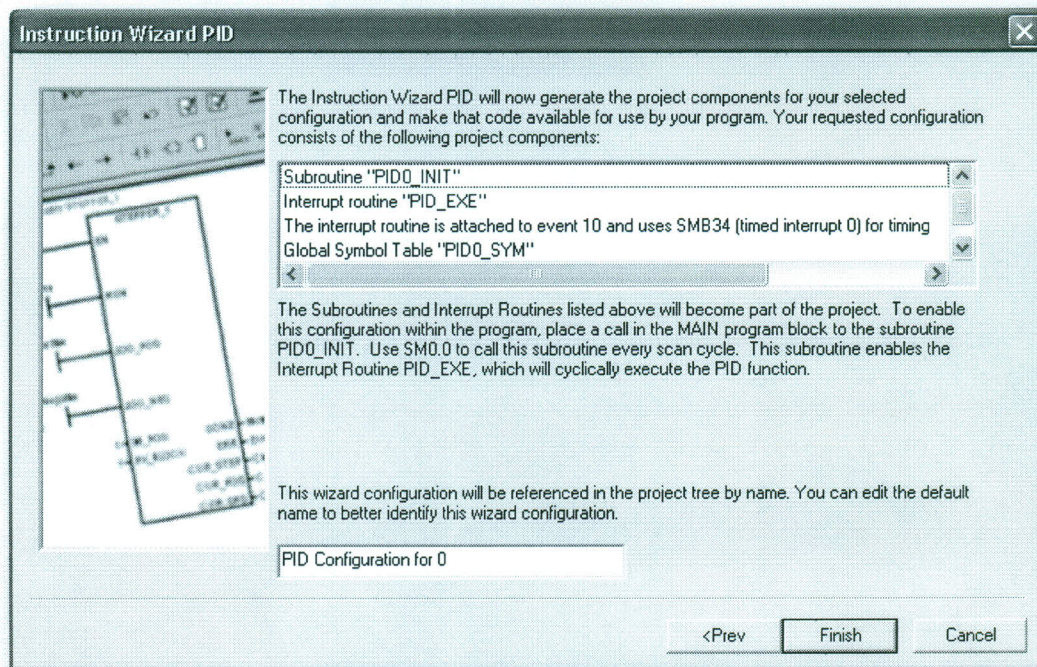 Instruction Wizard PID
The Instruction Wizard PID will now generate the project components for your selected
configuration and make that code available for use by your program. Your requested configuration
consists of the following project components:
Subroutine "PID0_INIT"
Interrupt routine "PID_EXE"
The interrupt routine is attached to event 10 and uses SMB34 (timed interrupt 0) for timing
Global Symbol Table "PID0_SYM"
The Subroutines and Interrupt Routines listed above will become part of the project. To enable
this configuration within the program, place a call in the MAIN program block to the subroutine
PID0_INIT. Use SM0.0 to call this subroutine every scan cycle. This subroutine enables the
Interrupt Routine PID_EXE, which will cyclically execute the PID function.
This wizard configuration will be referenced in the project tree by name. You can edit the default
name to better identify this wizard configuration.
PID Configuration for 0
<Prev
Finish
Cancel